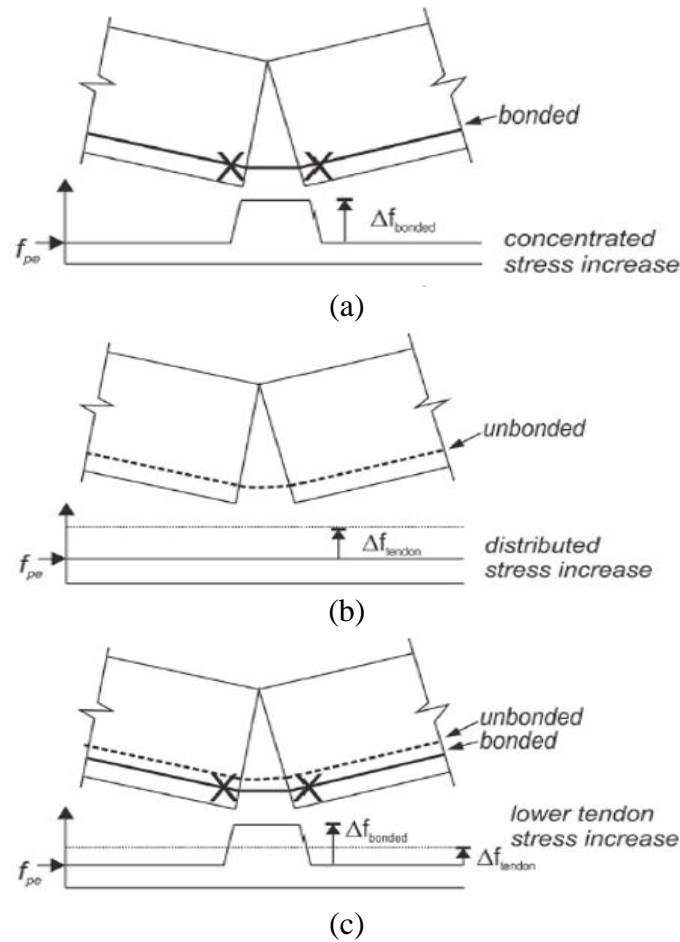 bonded
Δf_bonded
f_pe
concentrated
stress increase
(a)
unbonded
Δf_tendon
f_pe
distributed
stress increase
(b)
unbonded
bonded
lower tendon
stress increase
Δf_bonded
Δf_tendon
f_pe
(c)